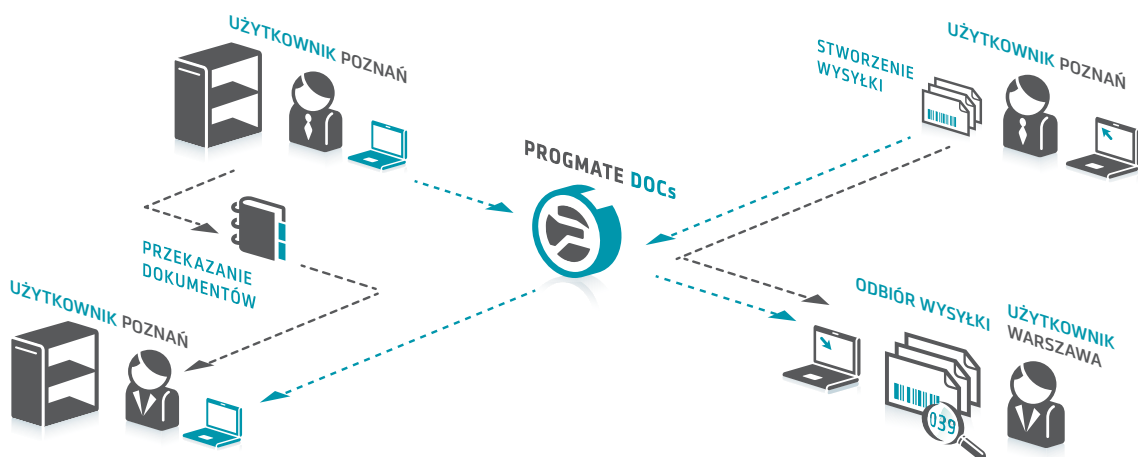 UŻYTKOWNIK POZNAŃ
STWORZENIE
WYSYŁKI
UŻYTKOWNIK POZNAŃ
PROGMATE DOCs
PRZEKAZANIE
DOKUMENTÓW
UŻYTKOWNIK POZNAŃ
ODBIÓR WYSYŁKI
UŻYTKOWNIK
WARSZAWA
039